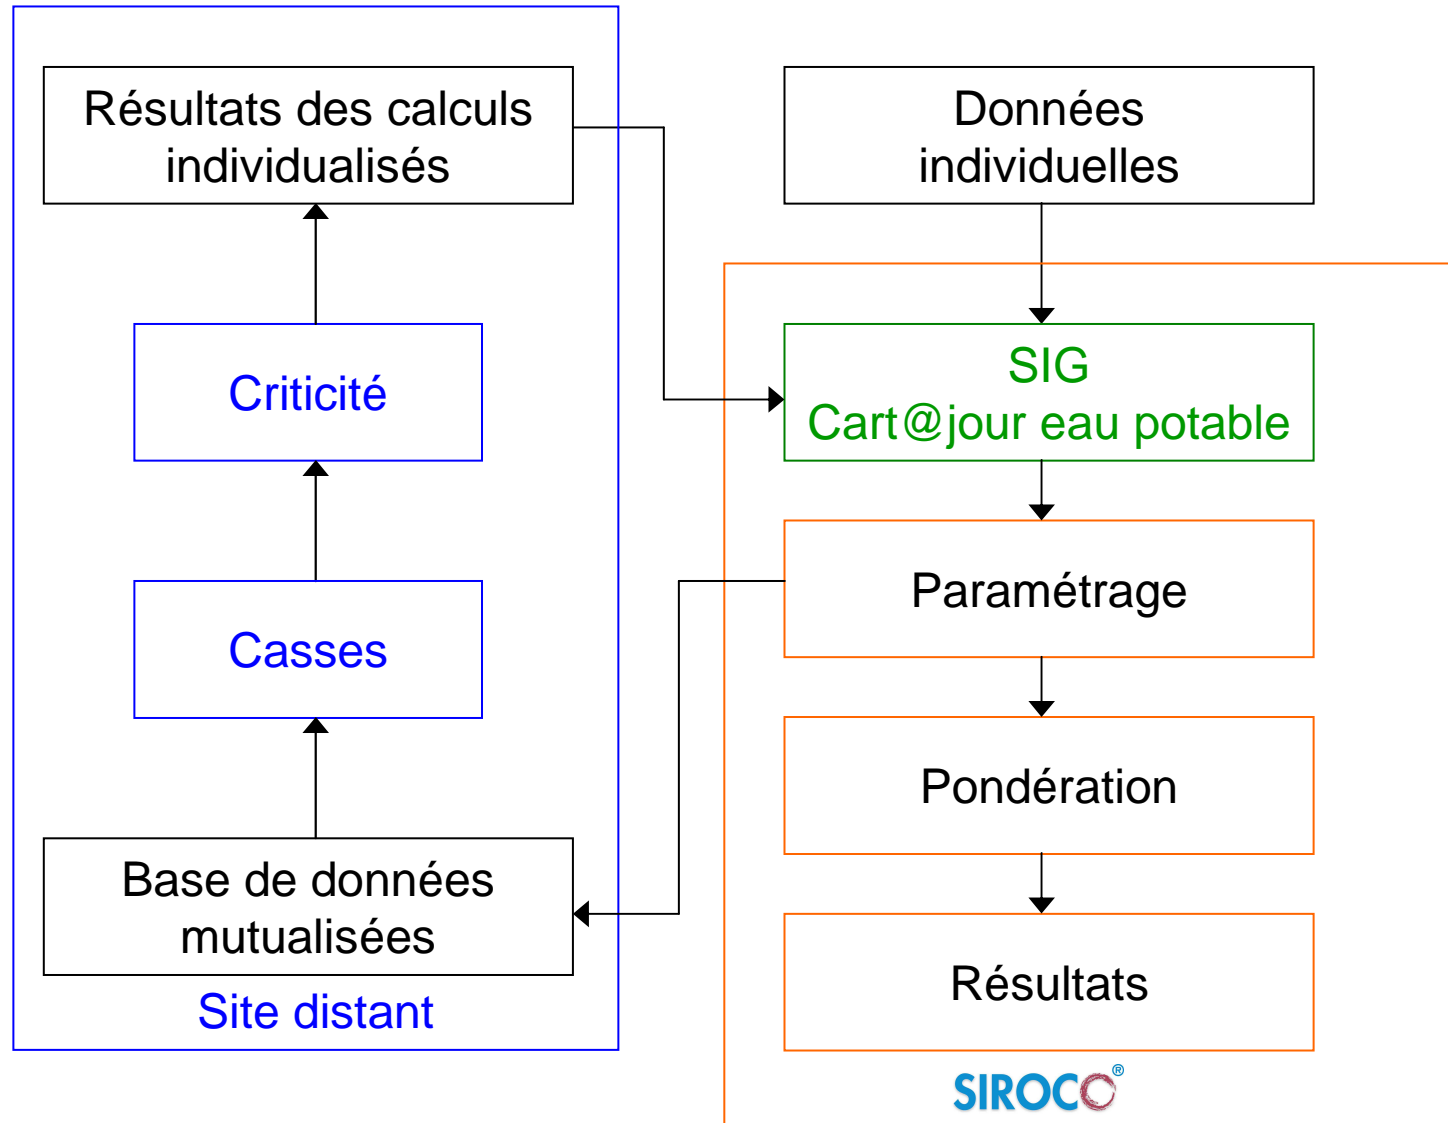 Résultats des calculs
individualisés
Criticité
Casses
Base de données
mutualisées
Site distant
Données
individuelles
SIG
Cart@jour eau potable
Paramétrage
Pondération
Résultats
SIROCO®